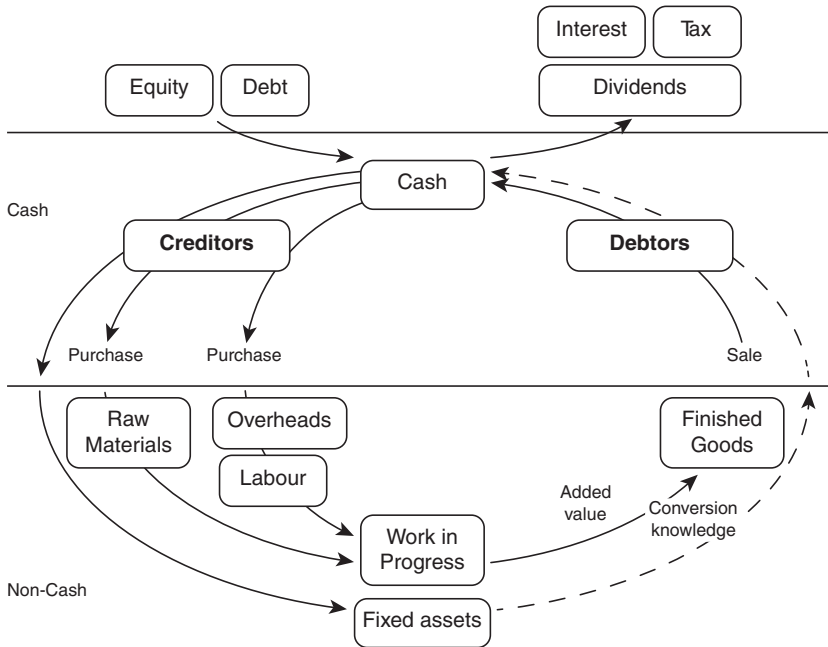 Interest
Tax
Equity
Debt
Dividends
Cash
Cash
Creditors
Debtors
Purchase
Purchase
Sale
Raw
Materials
Overheads
Labour
Finished
Goods
Added
value
Conversion
knowledge
Work in
Progress
Non-Cash
Fixed assets